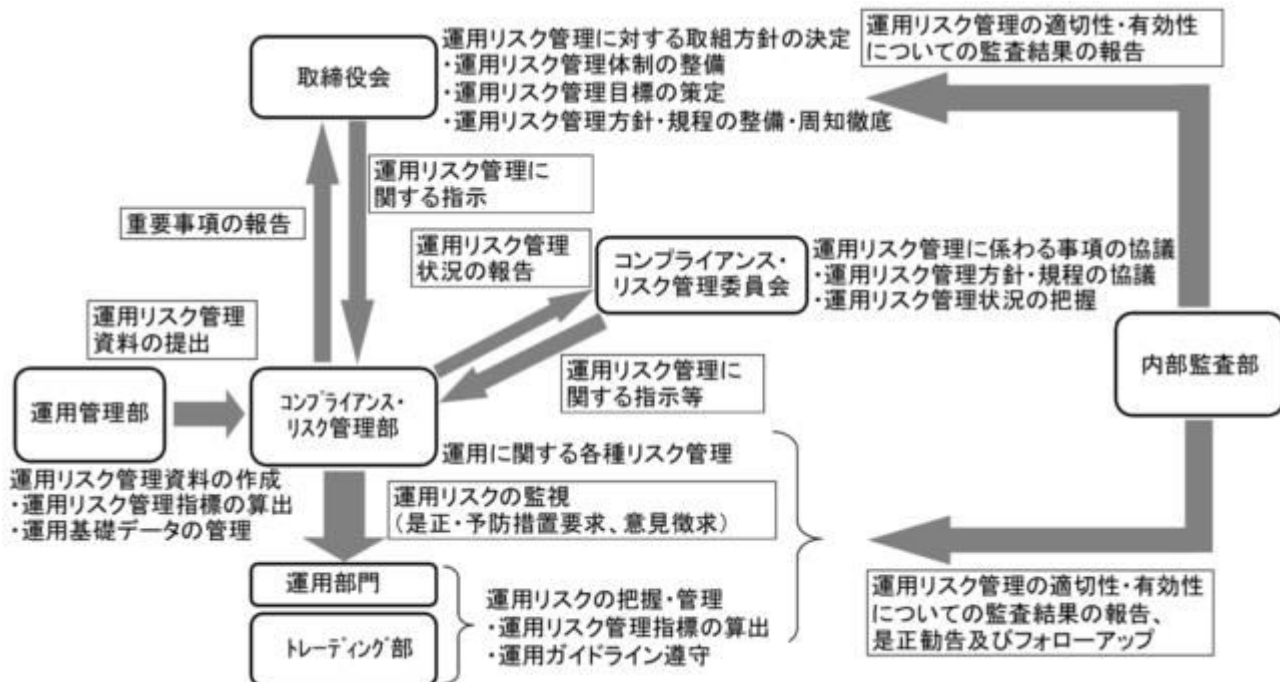 取締役会
運用リスク管理に対する取組方針の決定
・運用リスク管理体制の整備
・運用リスク管理目標の策定
・運用リスク管理方針・規程の整備・周知徹底
運用リスク管理の適切性・有効性
についての監査結果の報告
運用リスク管理に
関する指示
重要事項の報告
運用リスク管理
状況の報告
コンプライアンス・
リスク管理委員会
運用リスク管理に係わる事項の協議
・運用リスク管理方針・規程の協議
・運用リスク管理状況の把握
運用リスク管理
資料の提出
運用リスク管理に
関する指示等
内部監査部
運用管理部
コンプライアンス・
リスク管理部
運用に関する各種リスク管理
運用リスク管理資料の作成
・運用リスク管理指標の算出
・運用基礎データの管理
運用リスクの監視
（是正・予防措置要求、意見徴求）
運用部門
トレーディング部
運用リスクの把握・管理
・運用リスク管理指標の算出
・運用ガイドライン遵守
運用リスク管理の適切性・有効性
についての監査結果の報告、
是正勧告及びフォローアップ